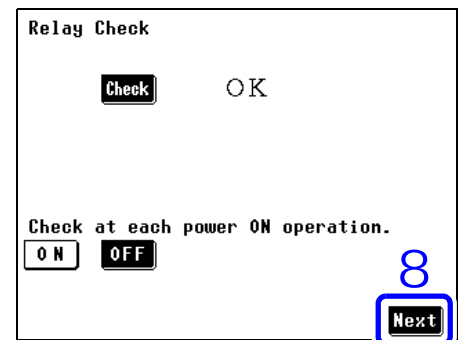 Relay Check
Check OK
Check at each power ON operation.
ON OFF
8
Next